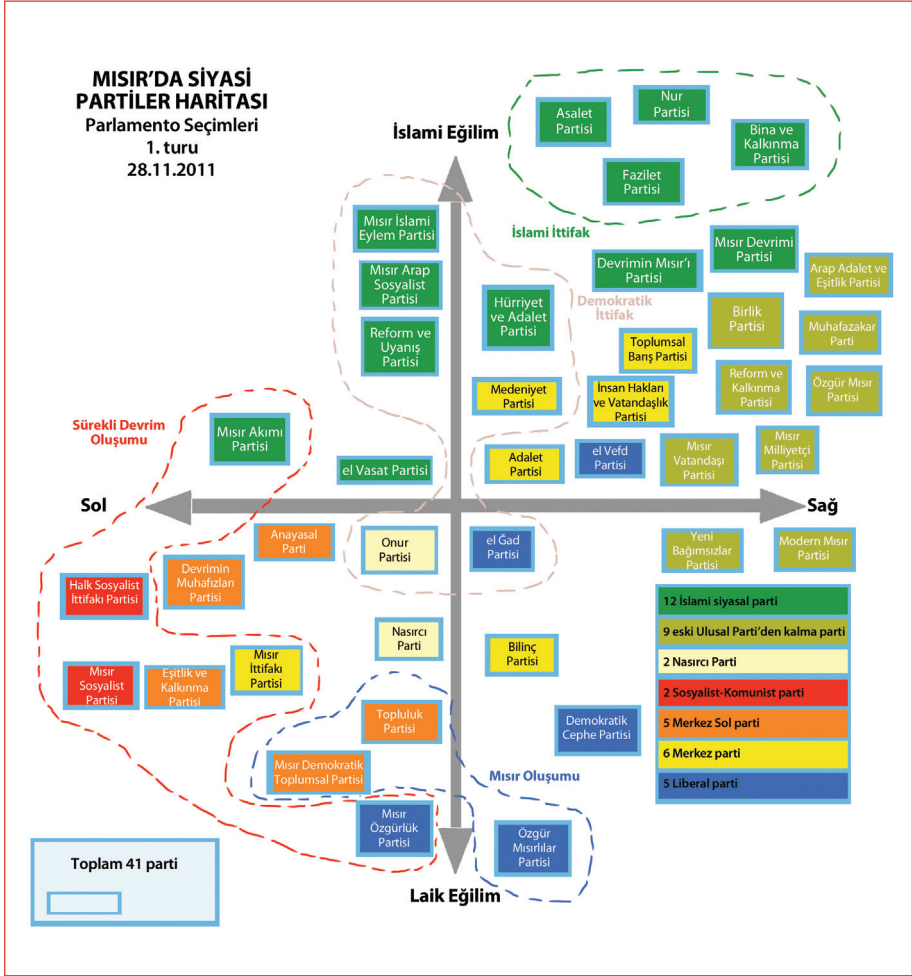 MISIR’DA SİYASİ
PARTİLER HARİTASI
Parlamento Seçimleri
1. turu
28.11.2011
İslami Eğilim
Asalet
Partisi
Nur
Partisi
Bina ve
Kalkınma
Partisi
Fazilet
Partisi
İslami İttifak
Mısır İslami
Eylem Partisi
Mısır Arap
Sosyalist
Partisi
Reform ve
Uyanış
Partisi
Hürriyet
ve Adalet
Partisi
Demokratik
İttifak
Devrimin Mısır’ı
Partisi
Mısır Devrimi
Partisi
Arap Adalet ve
Eşitlik Partisi
Birlik
Partisi
Muhafazakar
Parti
Toplumsal
Barış Partisi
Reform ve
Kalkınma
Partisi
Özgür Mısır
Partisi
Medeniyet
Partisi
İnsan Hakları
ve Vatandaşlık
Partisi
Sürekli Devrim
Oluşumu
Mısır Akımı
Partisi
el Vasat Partisi
Adalet
Partisi
el Vefd
Partisi
Mısır
Vatandaşı
Partisi
Mısır
Milliyetçi
Partisi
Sol
Sağ
Anayasal
Parti
Onur
Partisi
el Ğad
Partisi
Yeni
Bağımsızlar
Partisi
Modern Mısır
Partisi
Halk Sosyalist
İttifakı Partisi
Devrimin
Muhafızları
Partisi
Nasırcı
Parti
Bilinç
Partisi
Mısır
Sosyalist
Partisi
Eşitlik ve
Kalkınma
Partisi
Mısır
İttifakı
Partisi
Topluluk
Partisi
Demokratik
Cephe Partisi
Mısır Demokratik
Toplumsal Partisi
Mısır Oluşumu
Mısır
Özgürlük
Partisi
Özgür
Mısırlılar
Partisi
Laik Eğilim
12 İslami siyasal parti
9 eski Ulusal Parti’den kalma parti
2 Nasırcı Parti
2 Sosyalist-Komunist parti
5 Merkez Sol parti
6 Merkez parti
5 Liberal parti
Toplam 41 parti